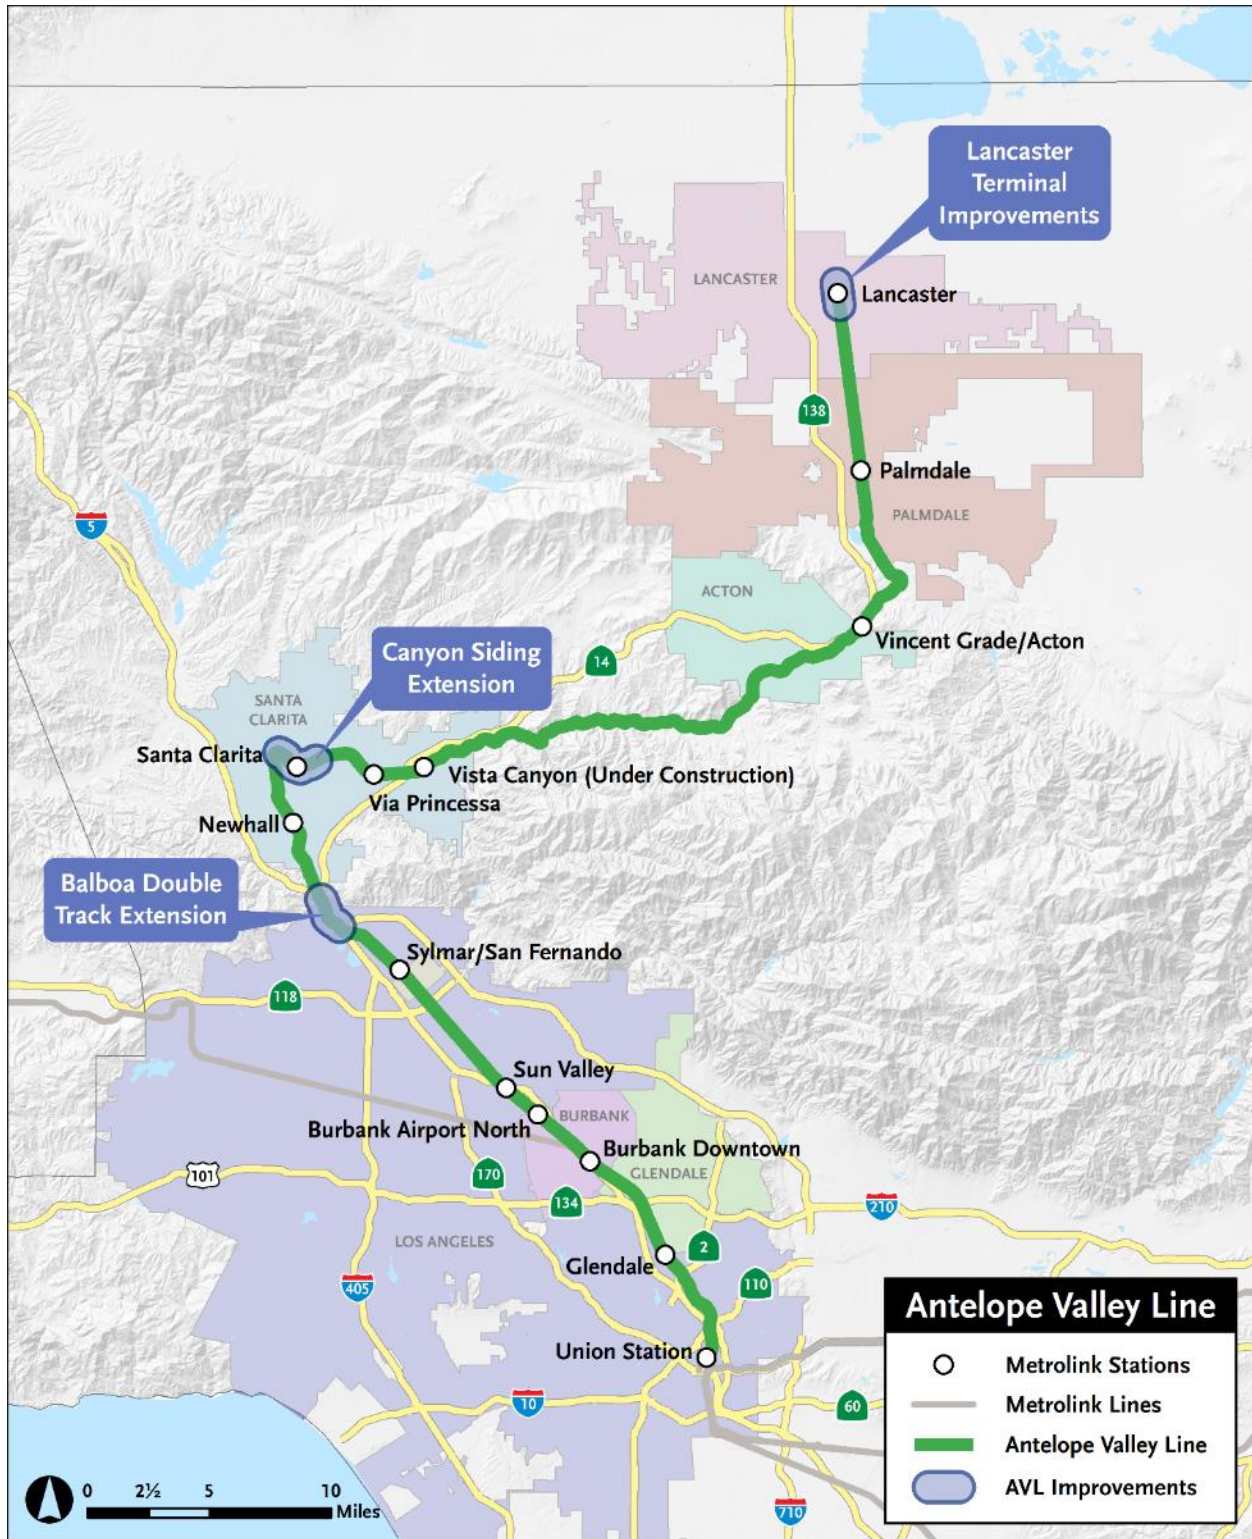 Lancaster
Terminal
Improvements
LANCASTER
Lancaster
138
Palmdale
PALMDALE
5
ACTON
Vincent Grade/Acton
Canyon Siding
Extension
14
SANTA
CLARITA
Santa Clarita
Vista Canyon (Under Construction)
Via Princessa
Newhall
Balboa Double
Track Extension
Sylmar/San Fernando
118
Sun Valley
BURBANK
Burbank Airport North
Burbank Downtown
GLENDALE
101
170
134
210
LOS ANGELES
2
Glendale
405
110
Union Station
10
60
710
Antelope Valley Line
Metrolink Stations
Metrolink Lines
Antelope Valley Line
AVL Improvements
0 2½ 5 10
Miles